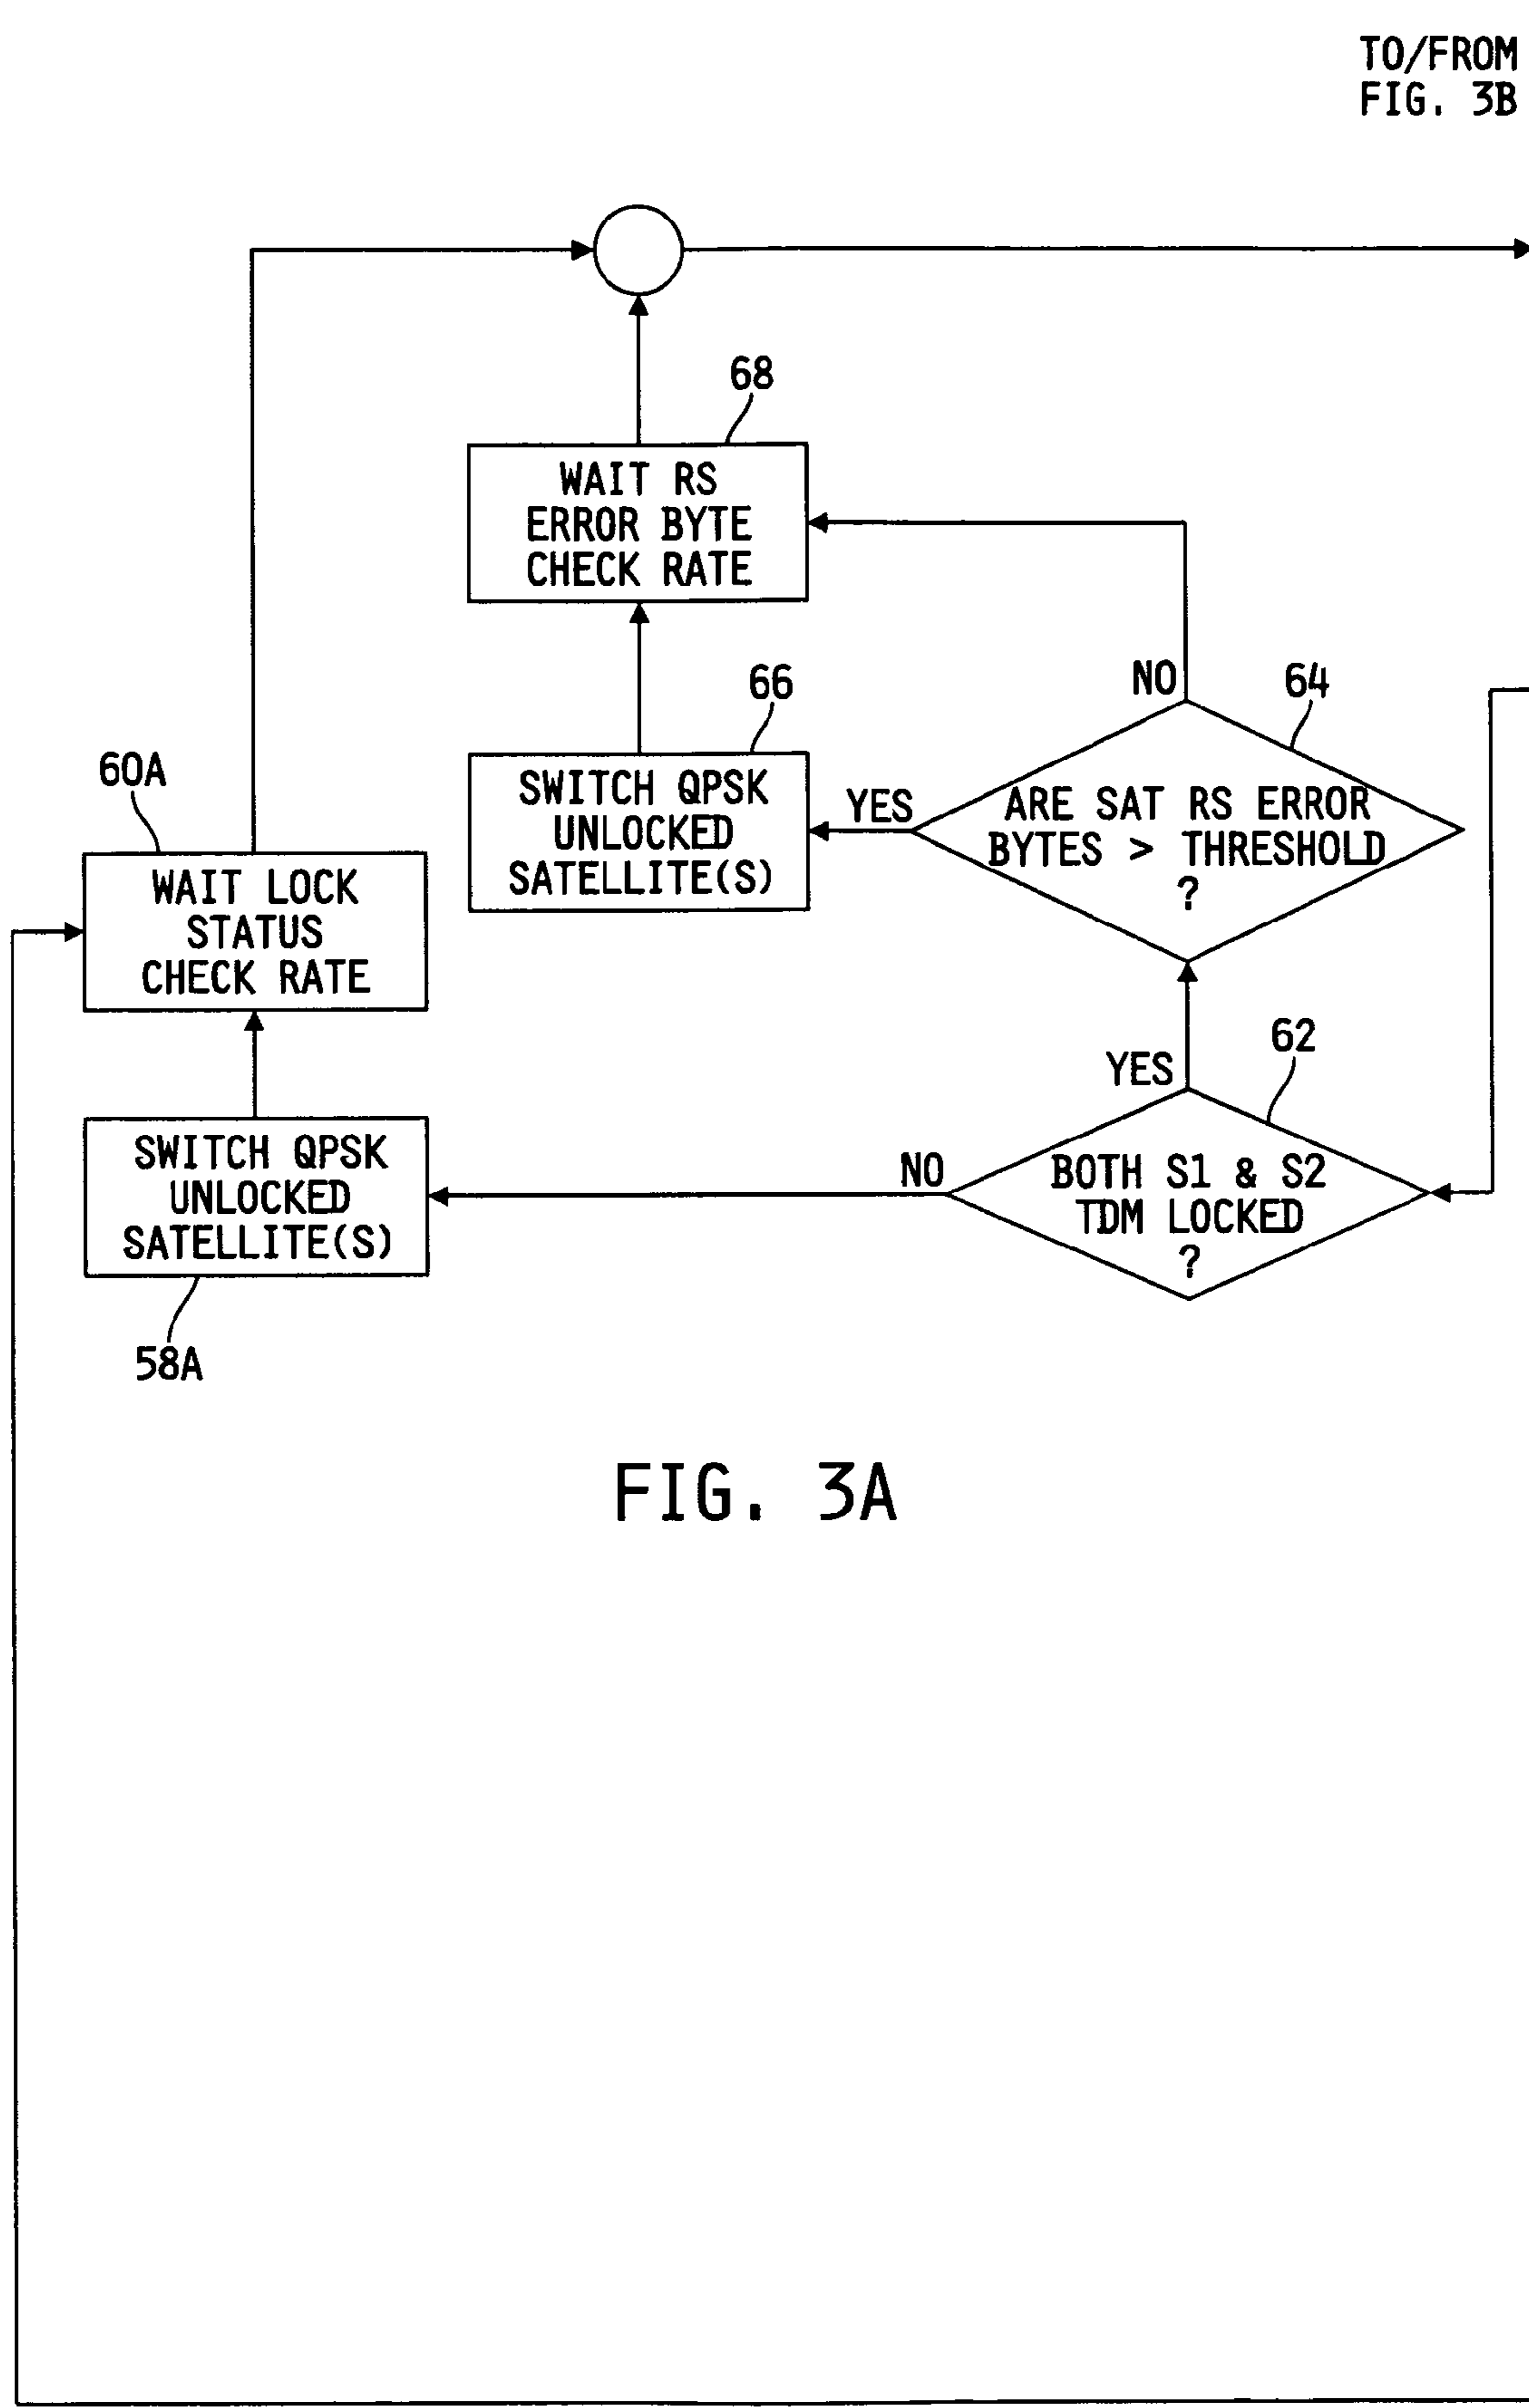 TO/FROM
FIG. 3B
68
WAIT RS
ERROR BYTE
CHECK RATE
NO
64
66
60A
SWITCH QPSK
UNLOCKED
SATELLITE(S)
YES
ARE SAT RS ERROR
BYTES > THRESHOLD
?
WAIT LOCK
STATUS
CHECK RATE
62
YES
SWITCH QPSK
UNLOCKED
SATELLITE(S)
NO
BOTH S1 & S2
TDM LOCKED
?
58A
FIG. 3A